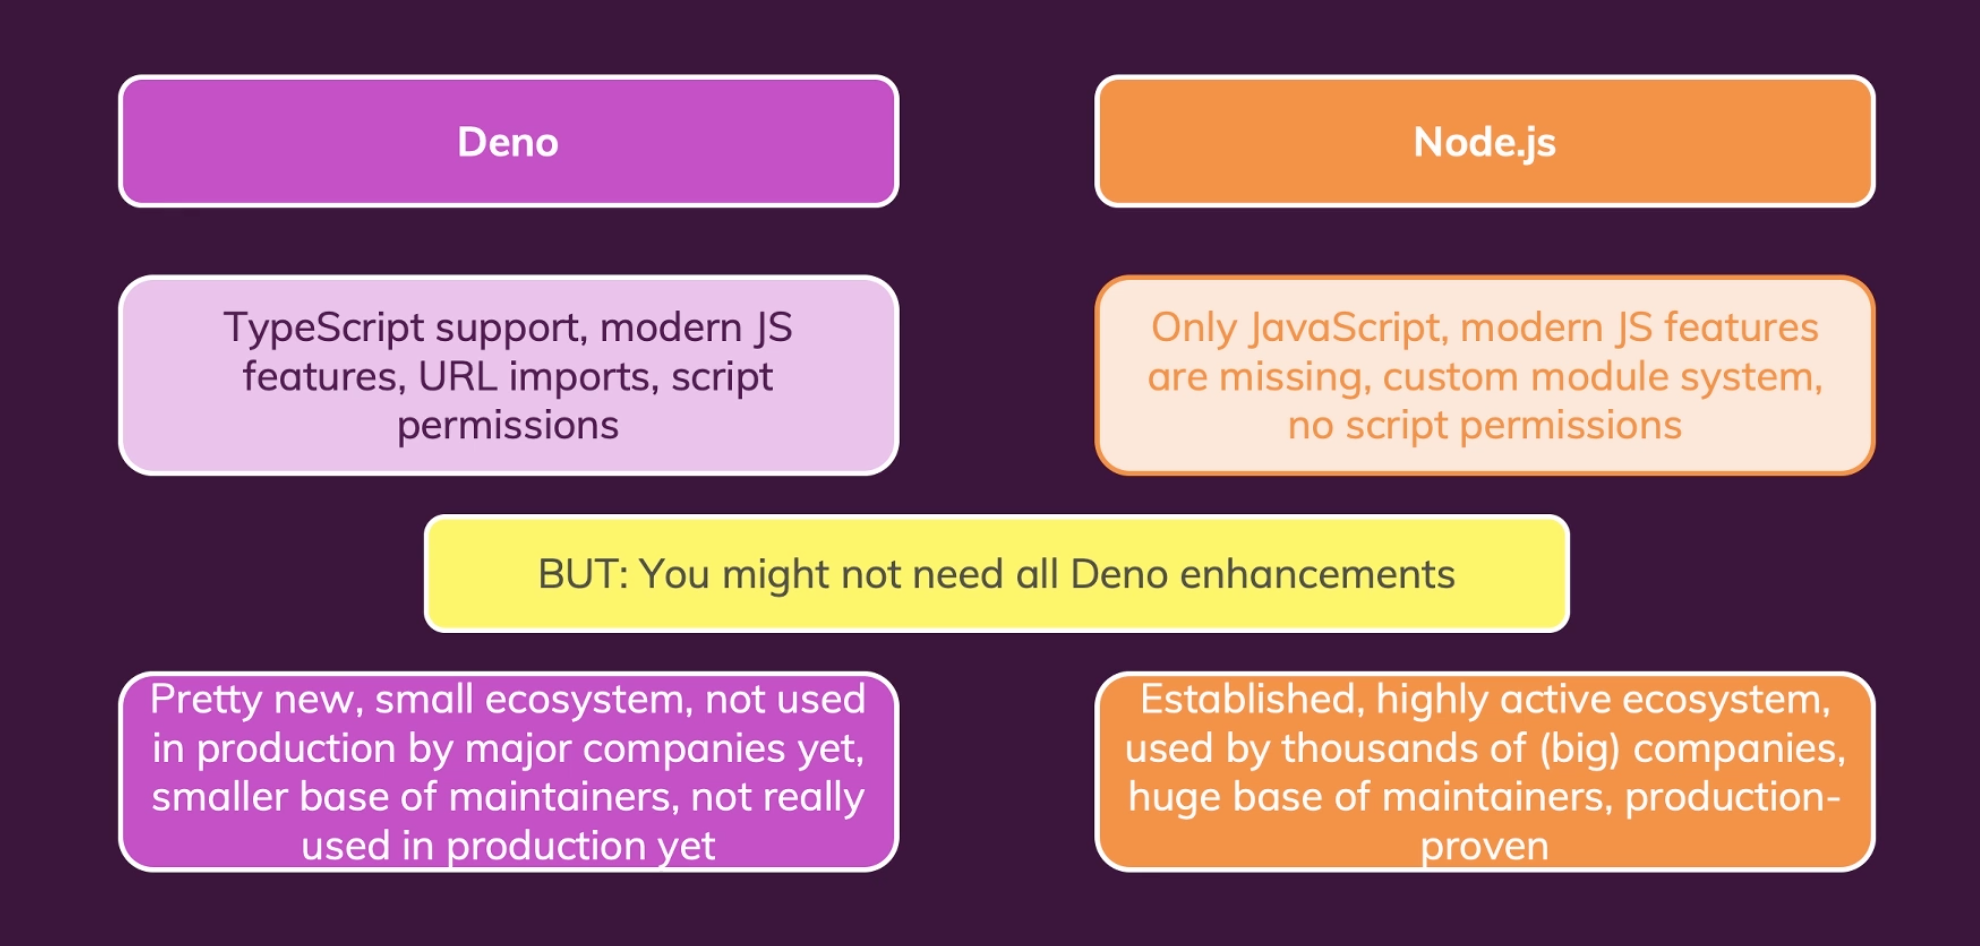 Deno
Node.js
TypeScript support, modern JS
features, URL imports, script
permissions
Only JavaScript, modern JS features
are missing, custom module system,
no script permissions
BUT: You might not need all Deno enhancements
Pretty new, small ecosystem, not used
in production by major companies yet,
smaller base of maintainers, not really
used in production yet
Established, highly active ecosystem,
used by thousands of (big) companies,
huge base of maintainers, production-
proven